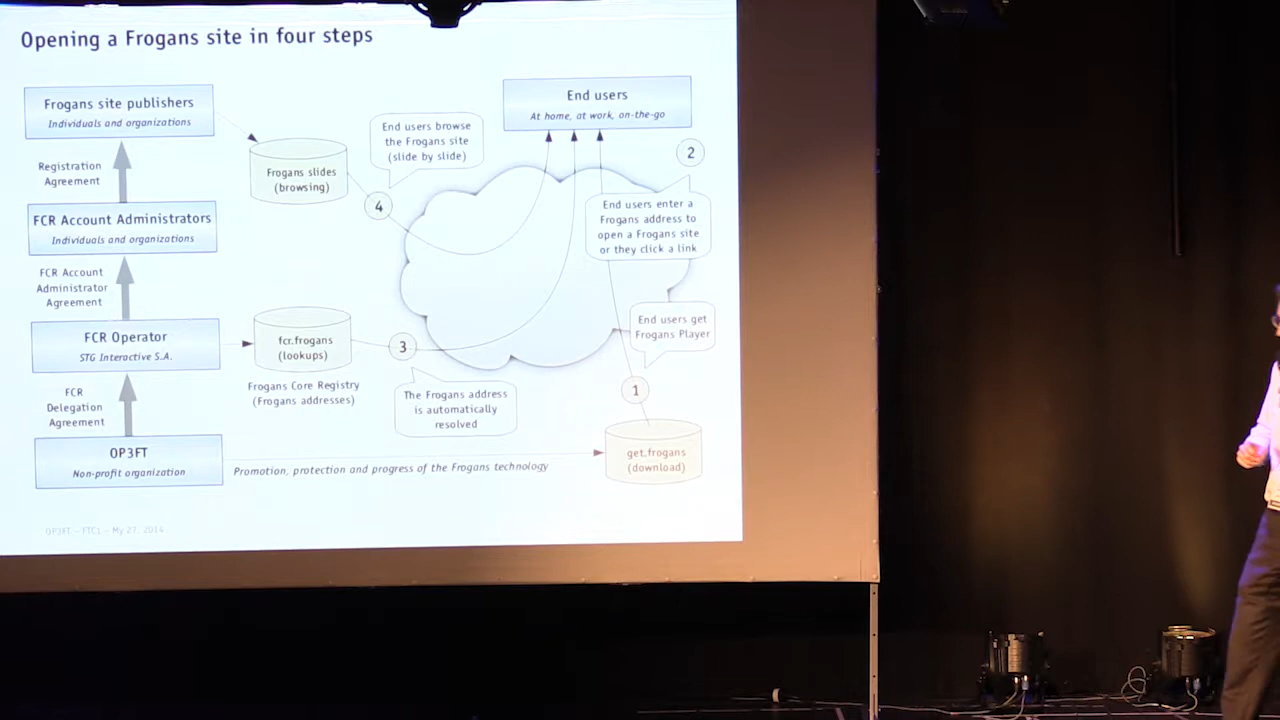 Opening a Frogans site in four steps
Frogans site publishers
Individuals and organizations
Registration
Agreement
FCR Account Administrators
Individuals and organizations
FCR Account
Administrator
Agreement
FCR Operator
STG Interactive S.A.
FCR
Delegation
Agreement
OP3FT
Non-profit organization
Frogans slides
(browsing)
End users browse
the Frogans site
(slide by slide)
4
End users
At home, at work, on-the-go
2
End users enter a
Frogans address to
open a Frogans site
or they click a link
fcr.frogans
(lookups)
Frogans Core Registry
(Frogans addresses)
3
The Frogans address
is automatically
resolved
End users get
Frogans Player
1
get.frogans
(download)
Promotion, protection and progress of the Frogans technology
OP3FT – FTCL – My 27, 2014